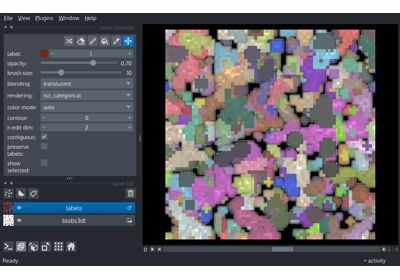 File View Plugins Window Help
layer controls
label: 1
opacity: 0,70
brush size: 10
blending: translucent
rendering: iso_categorical
color mode: auto
contour: 0
n edit dim: 2
contiguous:
preserve
labels:
show
selected:
layer list
labels
blobs3dt
0
Ready
activity